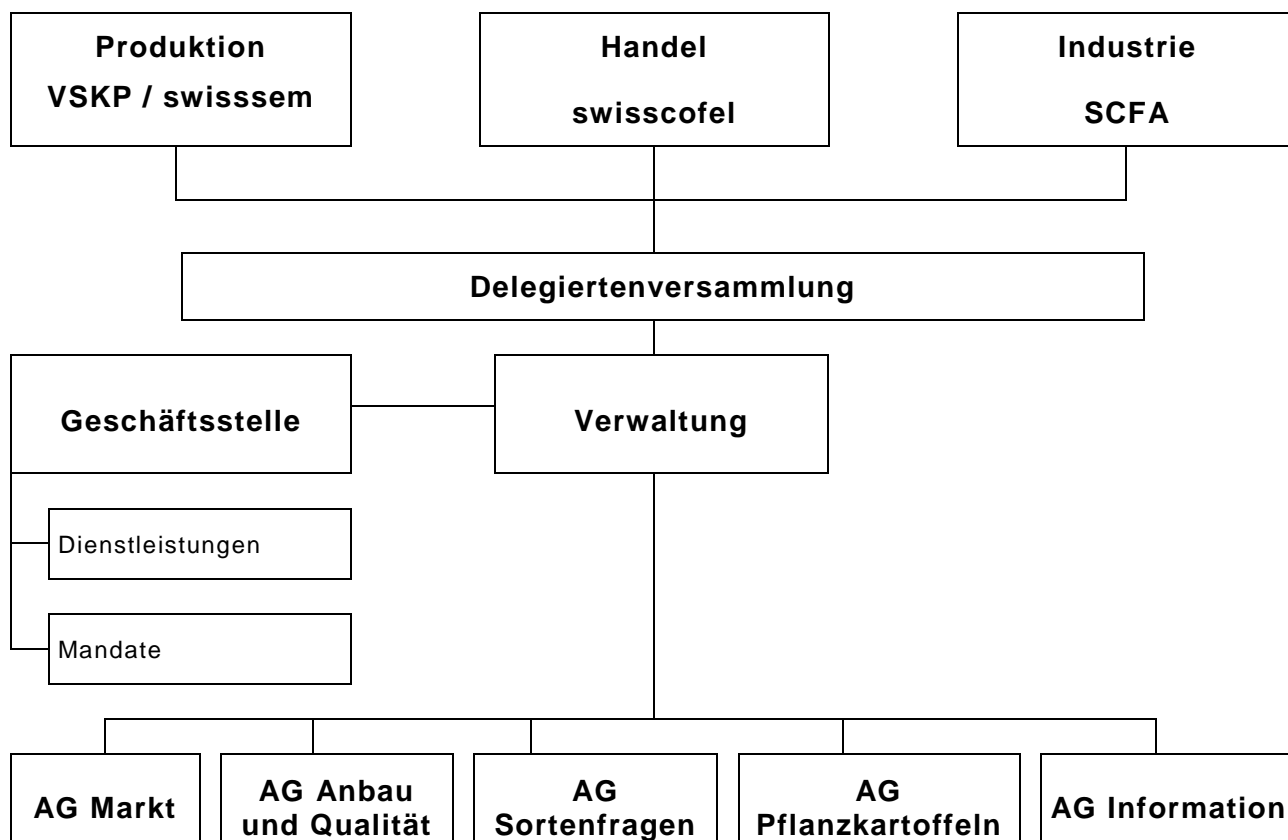 Produktion
VSKP / swisssem
Handel
swisscofel
Industrie
SCFA
Delegiertenversammlung
Geschäftsstelle
Verwaltung
Dienstleistungen
Mandate
AG Markt
AG Anbau
und Qualität
AG
Sortenfragen
AG
Pflanzkartoffeln
AG Information